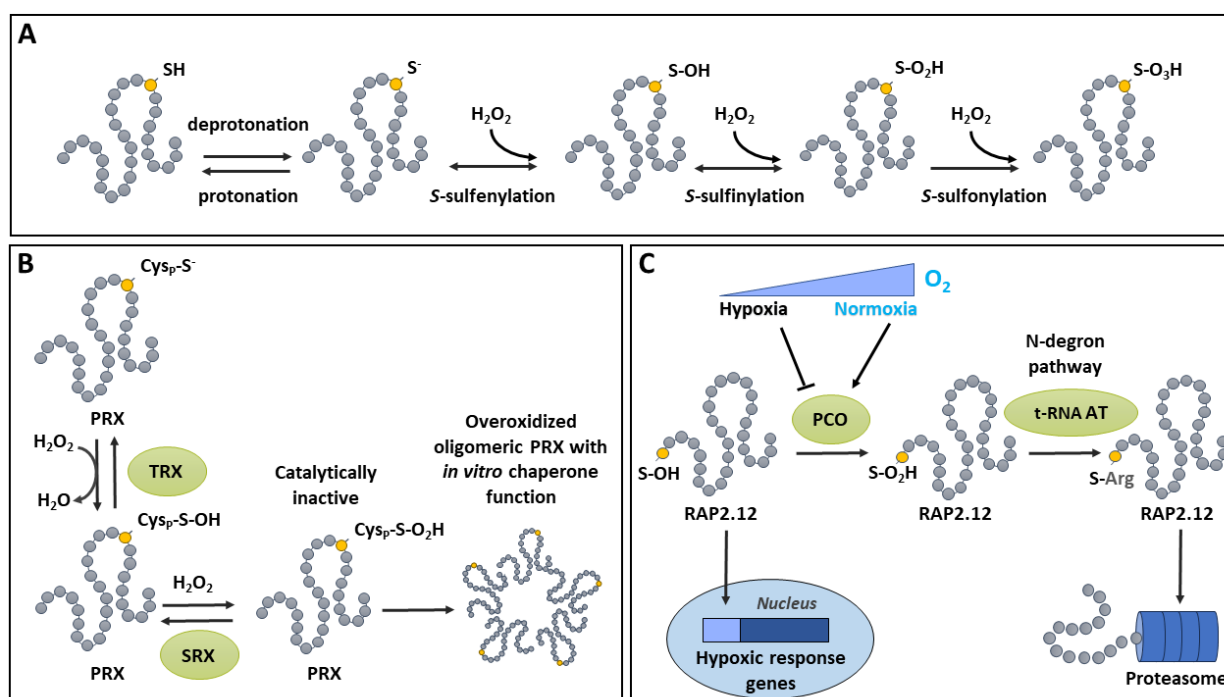 A
SH
S-
S-OH
S-O2H
S-O3H
deprotonation
protonation
H2O2
H2O2
H2O2
S-sulfenylation
S-sulfinylation
S-sulfonylation
B
CysP-S-
PRX
H2O2
H2O
TRX
CysP-S-OH
PRX
H2O2
SRX
Catalytically
inactive
CysP-S-O2H
PRX
Overoxidized
oligomeric PRX with
in vitro chaperone
function
C
O2
Hypoxia
Normoxia
PCO
N-degron
pathway
t-RNA AT
S-OH
RAP2.12
S-O2H
RAP2.12
S-Arg
RAP2.12
Nucleus
Hypoxic response
genes
Proteasome